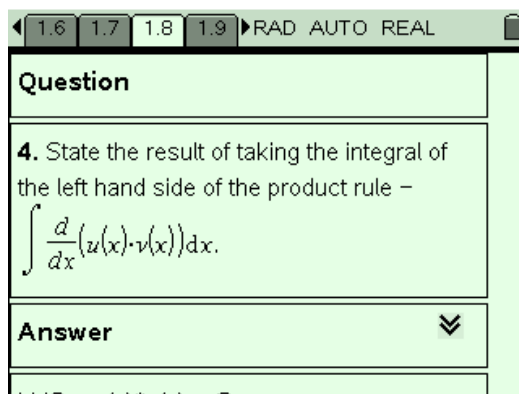 1.6 1.7 1.8 1.9 RAD AUTO REAL
Question
4. State the result of taking the integral of
the left hand side of the product rule –
∫ d/dx (u(x)·v(x))dx.
Answer